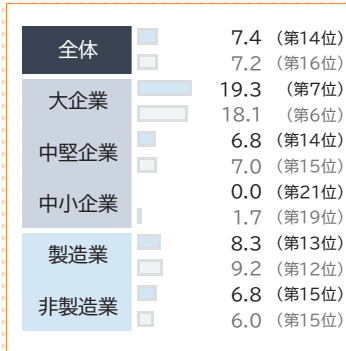 全体
7.4 (第14位)
7.2 (第16位)
大企業
19.3 (第7位)
18.1 (第6位)
中堅企業
6.8 (第14位)
7.0 (第15位)
中小企業
0.0 (第21位)
1.7 (第19位)
製造業
8.3 (第13位)
9.2 (第12位)
非製造業
6.8 (第15位)
6.0 (第15位)